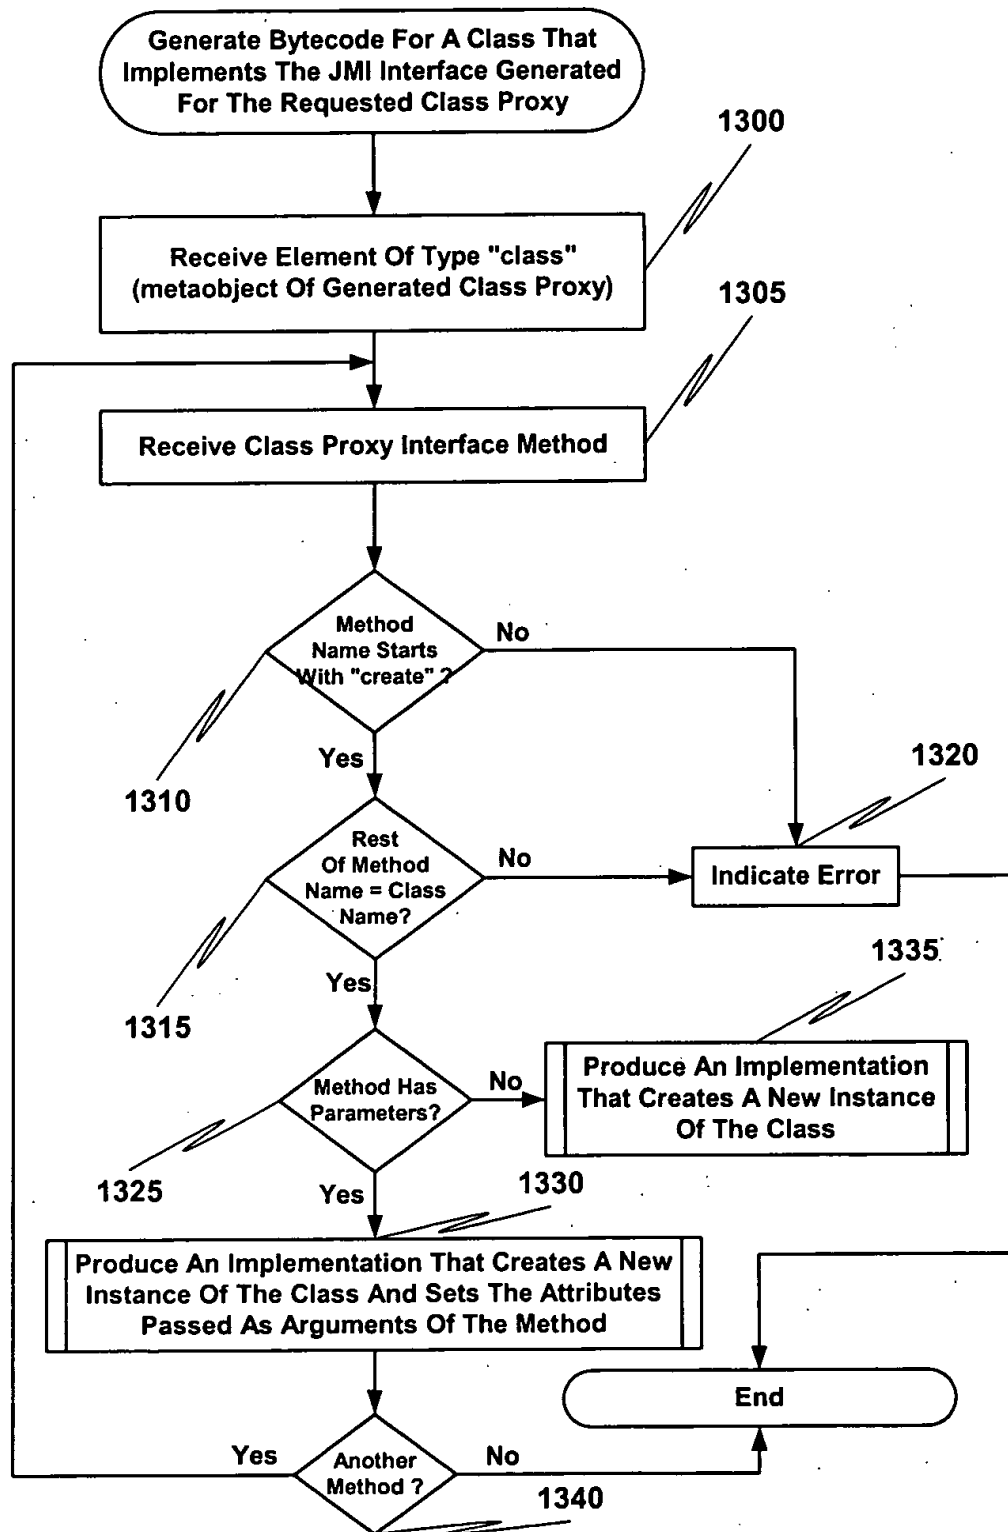 Generate Bytecode For A Class That
Implements The JMI Interface Generated
For The Requested Class Proxy
1300
Receive Element Of Type "class"
(metaobject Of Generated Class Proxy)
1305
Receive Class Proxy Interface Method
Method
Name Starts
With "create" ?
No
Yes
1310
1320
Rest
Of Method
Name = Class
Name?
No
Indicate Error
Yes
1315
1335
Method Has
Parameters?
No
Produce An Implementation
That Creates A New Instance
Of The Class
1325
Yes
1330
Produce An Implementation That Creates A New
Instance Of The Class And Sets The Attributes
Passed As Arguments Of The Method
End
Yes
Another
Method ?
No
1340